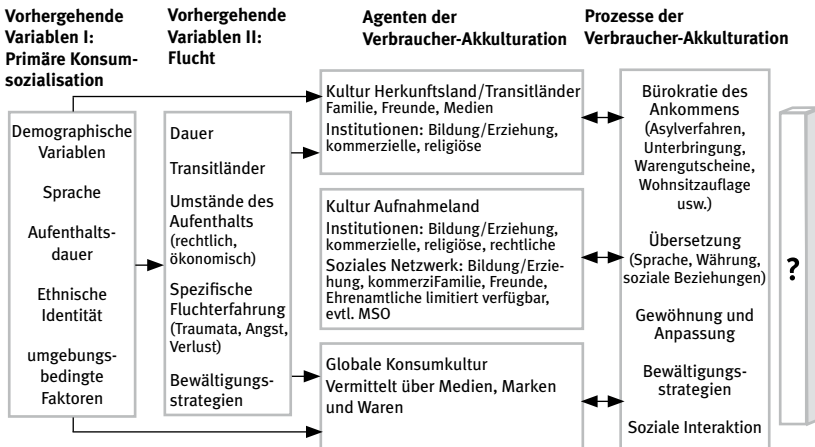 Vorhergehende
Variablen I:
Primäre Konsum-
sozialisation
Vorhergehende
Variablen II:
Flucht
Agenten der
Verbraucher-Akkulturation
Prozesse der
Verbraucher-Akkulturation
Demographische
Variablen
Sprache
Aufenthalts-
dauer
Ethnische
Identität
umgebungs-
bedingte
Faktoren
Dauer
Transitländer
Umstände des
Aufenthalts
(rechtlich,
ökonomisch)
Spezifische
Fluchterfahrung
(Traumata, Angst,
Verlust)
Bewältigungs-
strategien
Kultur Herkunftsland/Transitländer
Familie, Freunde, Medien
Institutionen: Bildung/Erziehung,
kommerzielle, religiöse
Kultur Aufnahmeland
Institutionen: Bildung/Erziehung,
kommerzielle, religiöse, rechtliche
Soziales Netzwerk: Bildung/Erzie-
hung, kommerziFamilie, Freunde,
Ehrenamtliche limitiert verfügbar,
evtl. MSO
Globale Konsumkultur
Vermittelt über Medien, Marken
und Waren
Bürokratie des
Ankommens
(Asylverfahren,
Unterbringung,
Warengutscheine,
Wohnsitzauflage
usw.)
Übersetzung
(Sprache, Währung,
soziale Beziehungen)
Gewöhnung und
Anpassung
Bewältigungs-
strategien
Soziale Interaktion
?